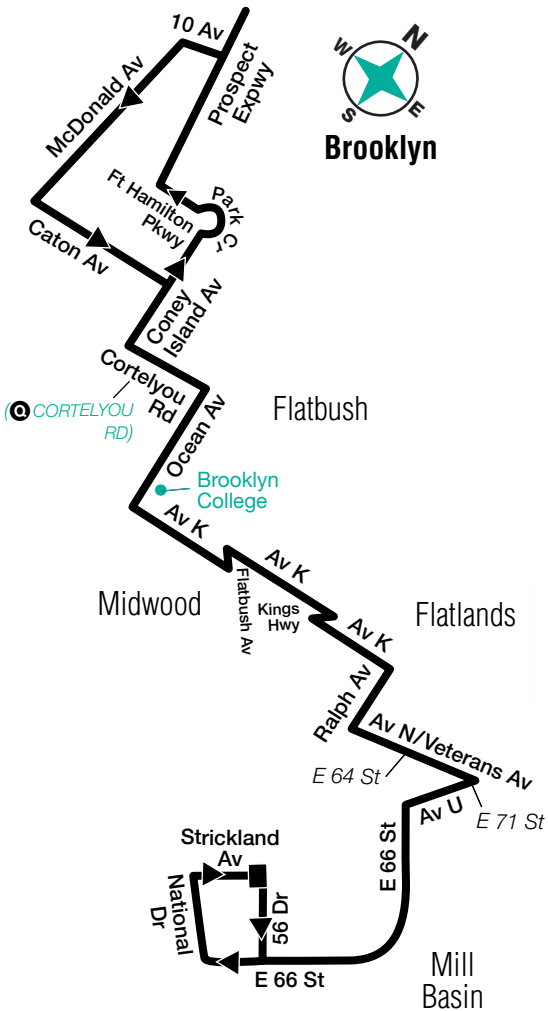 10 Av
N
W
S
E
Brooklyn
Prospect
Expwy
McDonald Av
Ft Hamilton
Pkwy
Park Cr
Caton Av
Coney
Island Av
Cortelyou
Rd
(Q CORTELYOU
RD)
Ocean Av
Flatbush
Brooklyn
College
Av K
Av K
Flatbush Av
Midwood
Kings
Hwy
Av K
Flatlands
Ralph Av
Av N/Veterans Av
E 64 St
Av U
E 71 St
E 66 St
Strickland
Av
National
Dr
56 Dr
E 66 St
Mill
Basin